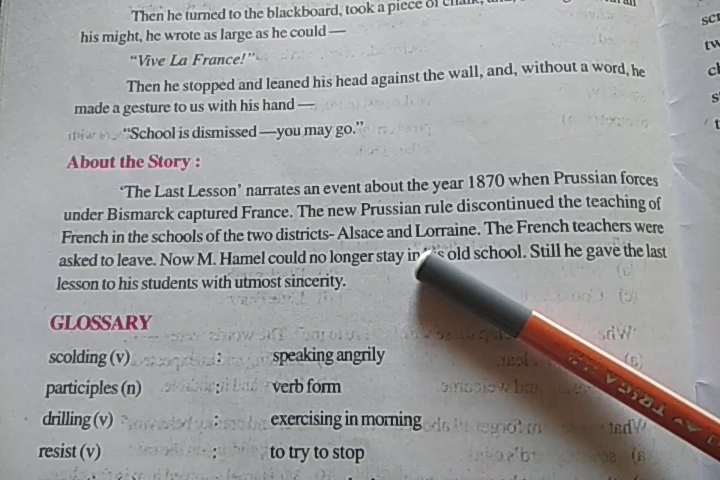 Then he turned to the blackboard, took a piece of chalk, and,
his might, he wrote as large as he could —
"Vive La France!"
Then he stopped and leaned his head against the wall, and, without a word, he
made a gesture to us with his hand —
"School is dismissed —you may go."
About the Story :
'The Last Lesson' narrates an event about the year 1870 when Prussian forces
under Bismarck captured France. The new Prussian rule discontinued the teaching of
French in the schools of the two districts- Alsace and Lorraine. The French teachers were
asked to leave. Now M. Hamel could no longer stay in old school. Still he gave the last
lesson to his students with utmost sincerity.
GLOSSARY
scolding (v) : speaking angrily
participles (n) : verb form
drilling (v) : exercising in morning
resist (v) : to try to stop